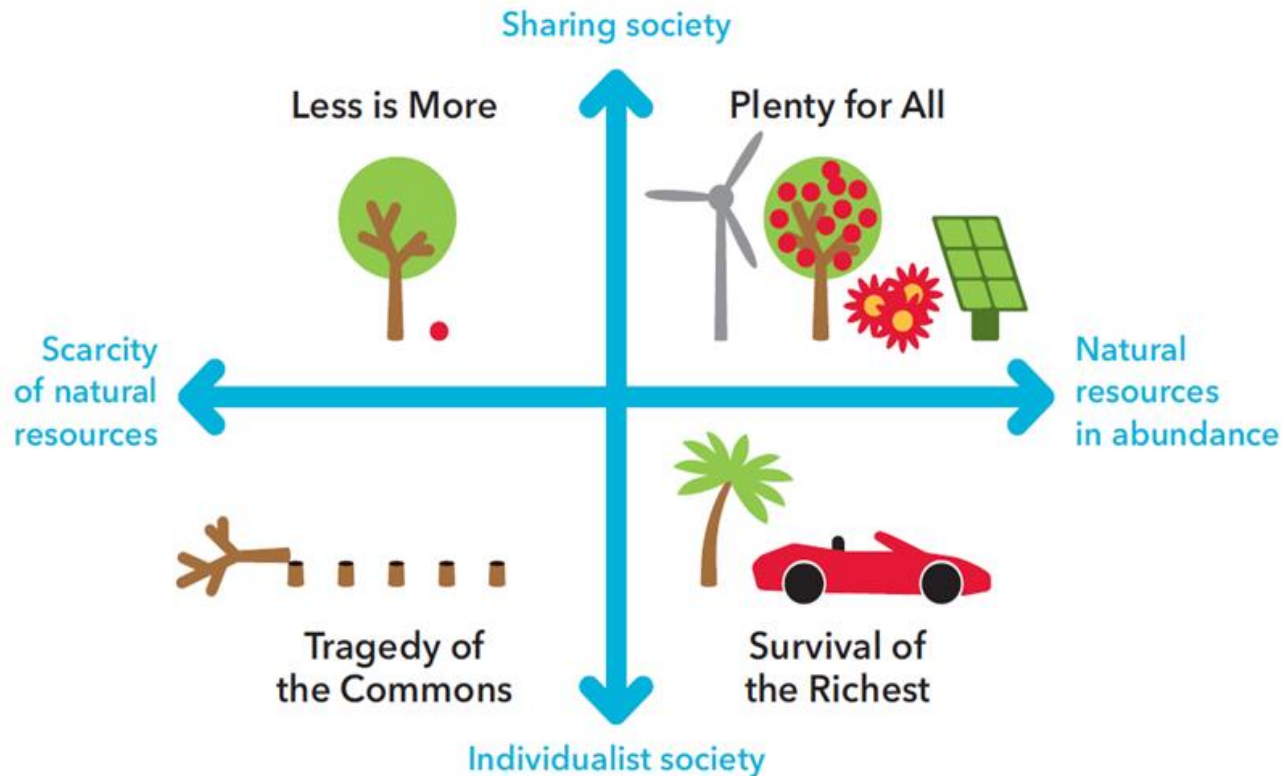 Sharing society
Less is More
Plenty for All
Scarcity
of natural
resources
Natural
resources
in abundance
Tragedy of
the Commons
Survival of
the Richest
Individualist society